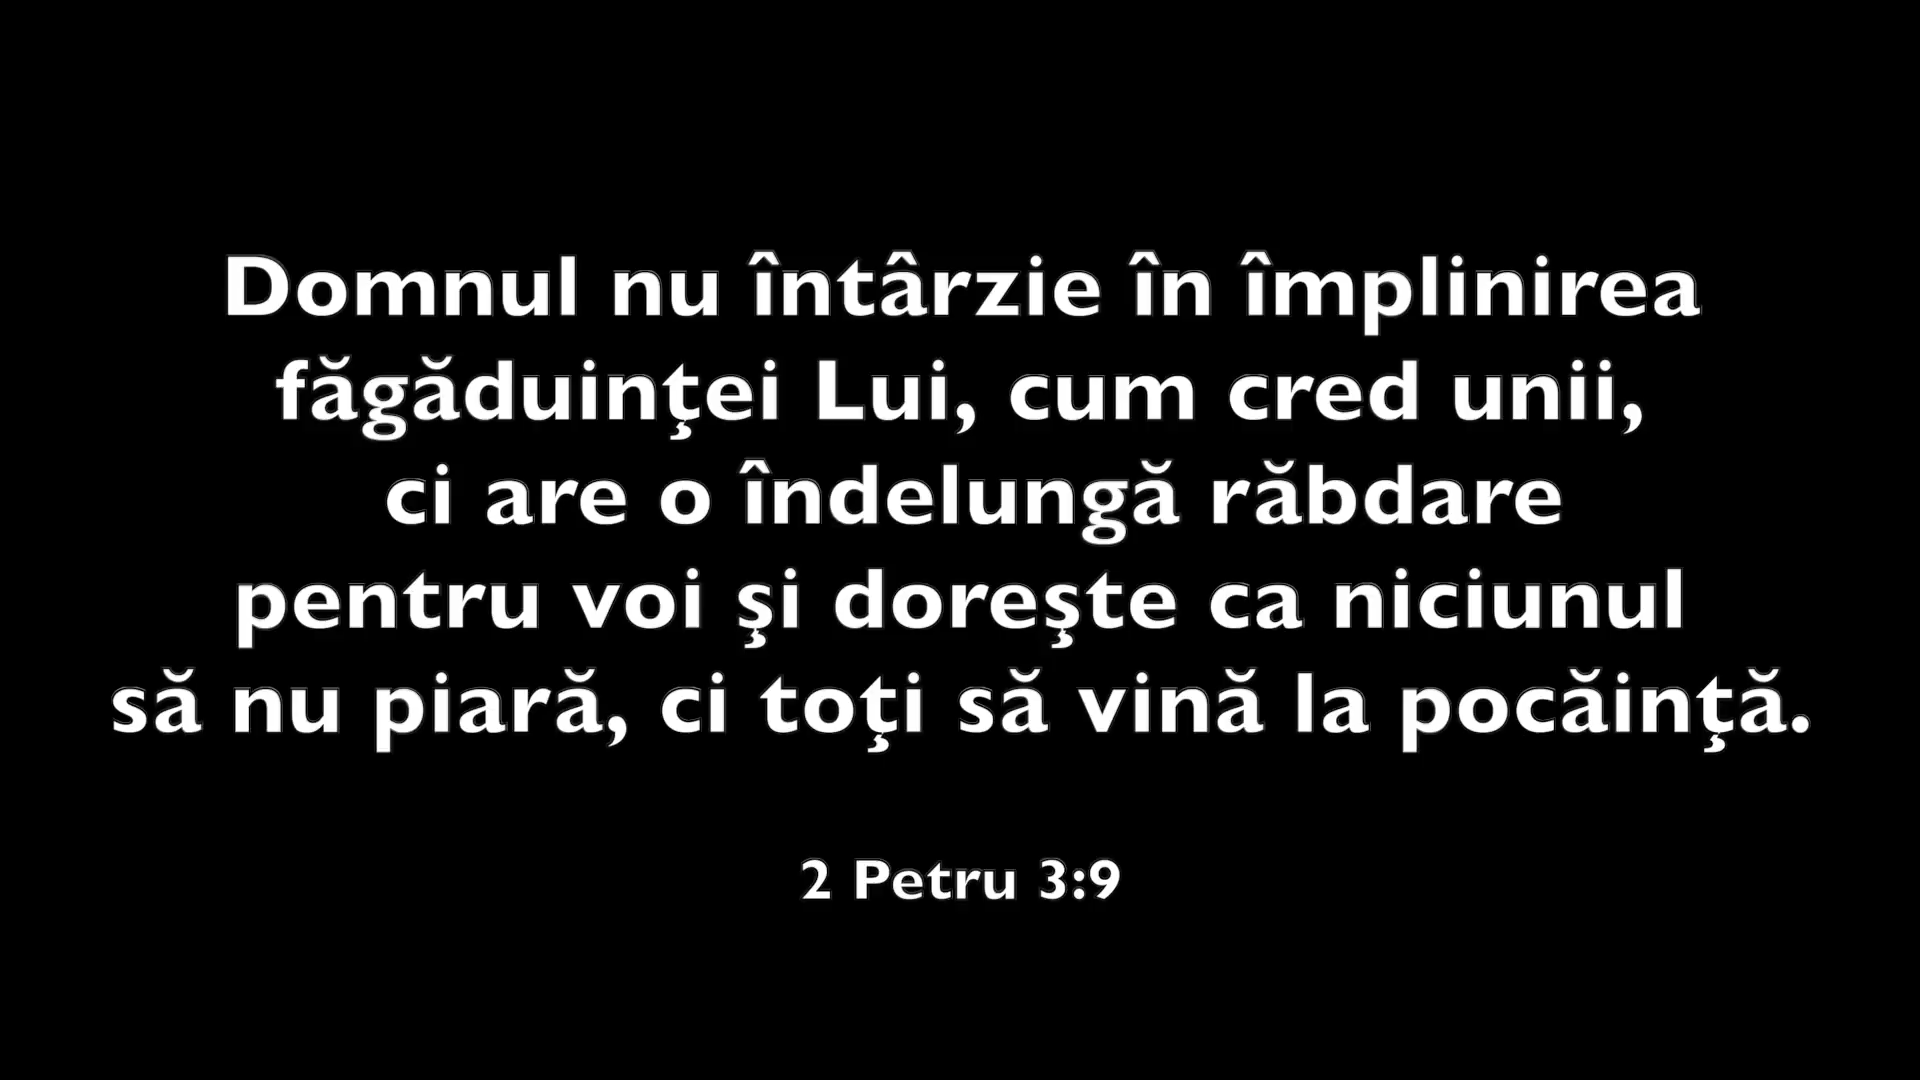 Domnul nu întârzie în împlinirea
făgăduinţei Lui, cum cred unii,
ci are o îndelungă răbdare
pentru voi şi doreşte ca niciunul
să nu piară, ci toţi să vină la pocăinţă.
2 Petru 3:9